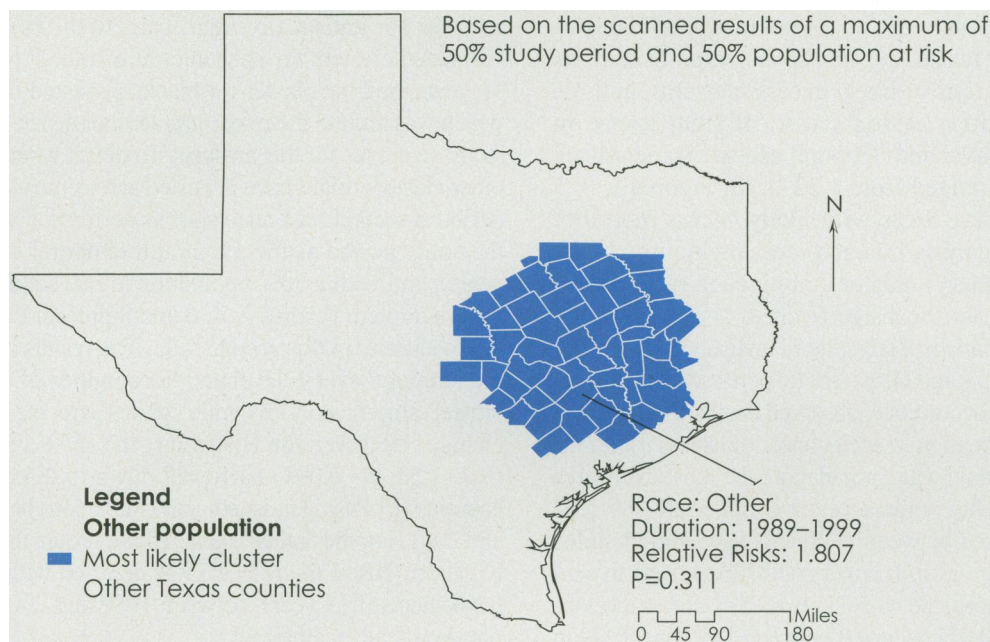 Based on the scanned results of a maximum of
50% study period and 50% population at risk
N
Legend
Other population
Most likely cluster
Other Texas counties
Race: Other
Duration: 1989–1999
Relative Risks: 1.807
P=0.311
Miles
0 45 90 180